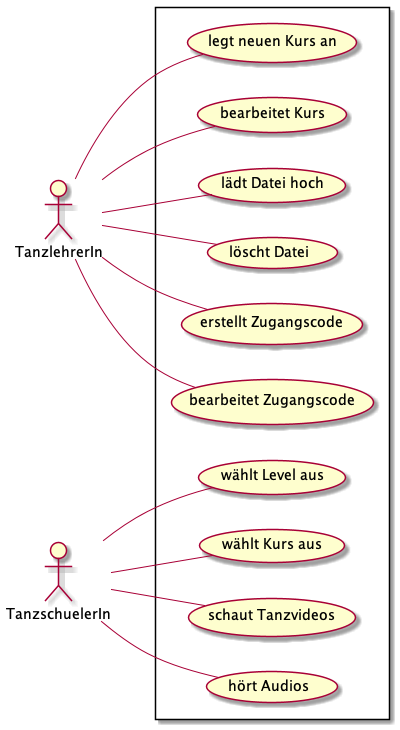 legt neuen Kurs an
bearbeitet Kurs
lädt Datei hoch
TanzlehrerIn
löscht Datei
erstellt Zugangscode
bearbeitet Zugangscode
wählt Level aus
wählt Kurs aus
TanzschuelerIn
schaut Tanzvideos
hört Audios